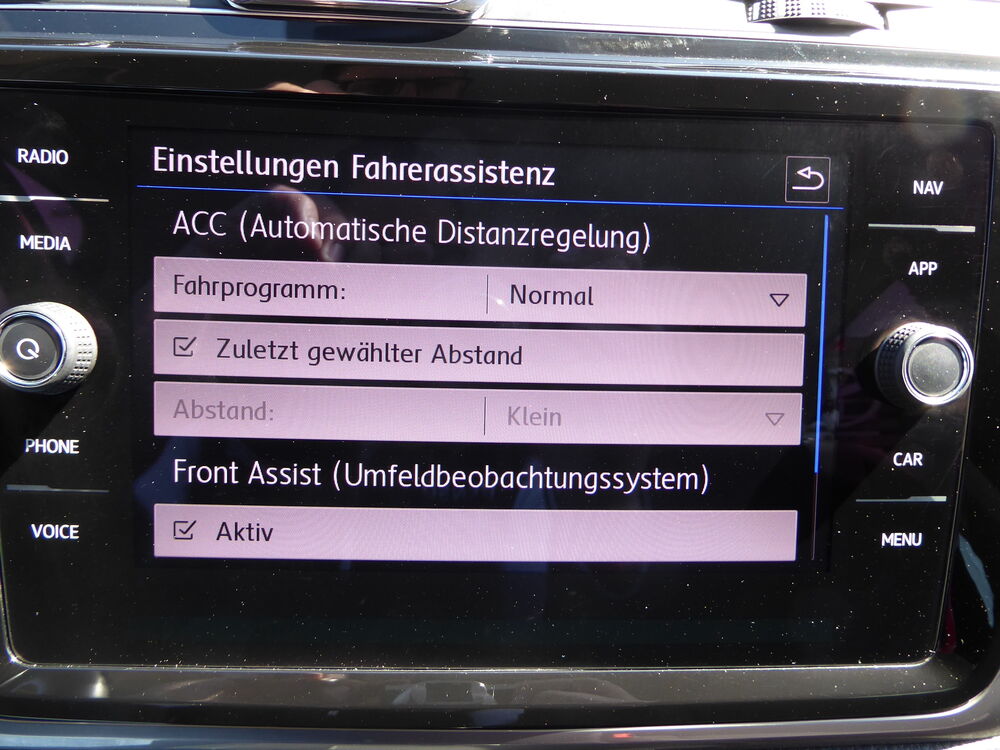 RADIO
MEDIA
PHONE
VOICE
Einstellungen Fahrerassistenz
ACC (Automatische Distanzregelung)
Fahrprogramm: Normal
Zuletzt gewählter Abstand
Abstand: Klein
Front Assist (Umfeldbeobachtungssystem)
Aktiv
NAV
APP
CAR
MENU